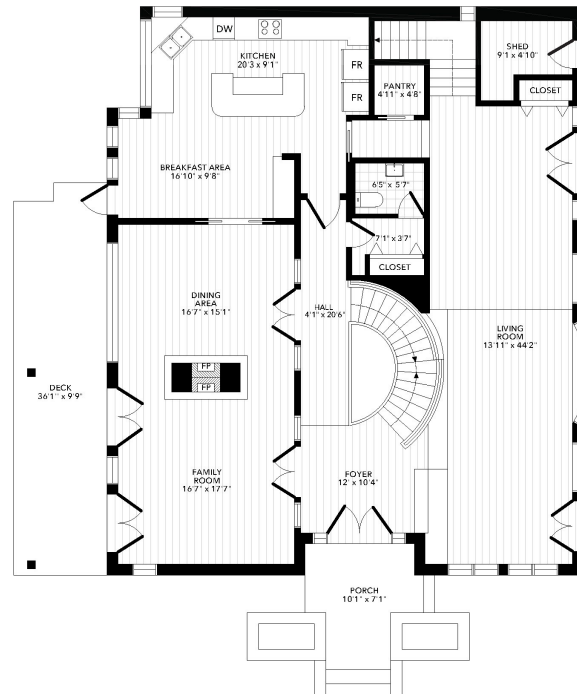 DW
KITCHEN
20'3 x 9'1"
FR
FR
SHED
9'1 x 4'10"
PANTRY
4'11" x 4'8"
CLOSET
BREAKFAST AREA
16'10" x 9'8"
6'5" x 5'7"
7'1" x 3'7"
CLOSET
DINING
AREA
16'7" x 15'1"
HALL
4'1" x 20'6"
LIVING
ROOM
13'11" x 44'2"
FP
FP
DECK
36'1" x 9'9"
FAMILY
ROOM
16'7" x 17'7"
FOYER
12' x 10'4"
PORCH
10'1" x 7'1"